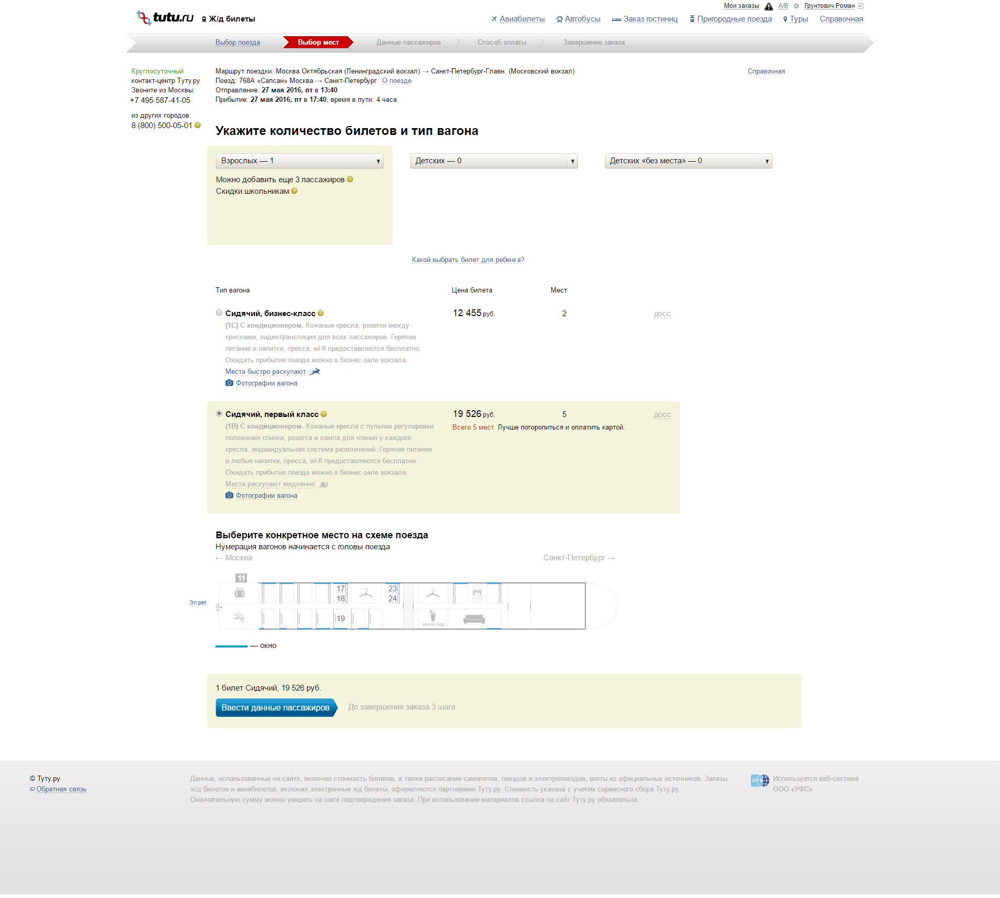 Мои заказы A/B Грунтович Роман
tutu.ru Ж/д билеты Авиабилеты Автобусы Заказ гостиниц Пригородные поезда Туры Справочная
Выбор поезда Выбор мест Данные пассажиров Способ оплаты Завершение заказа
Круглосуточный
контакт-центр Туту.ру
Звоните из Москвы:
+7 495 587-41-05
из других городов:
8 (800) 500-05-01 ?
Маршрут поездки: Москва Октябрьская (Ленинградский вокзал) → Санкт-Петербург-Главн. (Московский вокзал)
Справочная
Поезд: 768А «Сапсан» Москва → Санкт-Петербург О поезде
Отправление: 27 мая 2016, пт в 13:40
Прибытие: 27 мая 2016, пт в 17:40, время в пути: 4 часа
Укажите количество билетов и тип вагона
Взрослых — 1 ▼ Детских — 0 ▼ Детских «без места» — 0 ▼
Можно добавить еще 3 пассажиров ?
Скидки школьникам ?
Какой выбрать билет для ребенка?
Тип вагона Цена билета Мест
Сидячий, бизнес-класс ? 12 455 руб. 2 ДОСС
(1С) С кондиционером. Кожаные кресла, розетки между
креслами, видеотрансляция для всех пассажиров. Горячее
питание и напитки, пресса, wi-fi предоставляются бесплатно.
Ожидать прибытие поезда можно в бизнес-зале вокзала.
Места быстро раскупают
Фотографии вагона
Сидячий, первый класс ? 19 526 руб. 5 ДОСС
Всего 5 мест. Лучше поторопиться и оплатить картой.
(1В) С кондиционером. Кожаные кресла с пультом регулировки
положения спинки, розетка и лампа для чтения у каждого
кресла, индивидуальная система развлечений. Горячее питание
и любые напитки, пресса, wi-fi предоставляются бесплатно.
Ожидать прибытие поезда можно в бизнес-зале вокзала.
Места раскупают медленно
Фотографии вагона
Выберите конкретное место на схеме поезда
Нумерация вагонов начинается с головы поезда
← Москва Санкт-Петербург →
11
17 23
18 24
Эл.рег.
19
мини-бар
— окно
1 билет Сидячий, 19 526 руб.
Ввести данные пассажиров До завершения заказа 3 шага
© Туту.ру
Обратная связь
Данные, использованные на сайте, включая стоимость билетов, а также расписание самолетов, поездов и электропоездов, взяты из официальных источников. Заказы
ж/д билетов и авиабилетов, включая электронные жд билеты, оформляются партнерами Туту.ру. Стоимость указана с учетом сервисного сбора Туту.ру.
Окончательную сумму можно увидеть на шаге подтверждения заказа. При использовании материалов ссылка на сайт Туту.ру обязательна.
UFS Используется веб-система
ООО «УФС»